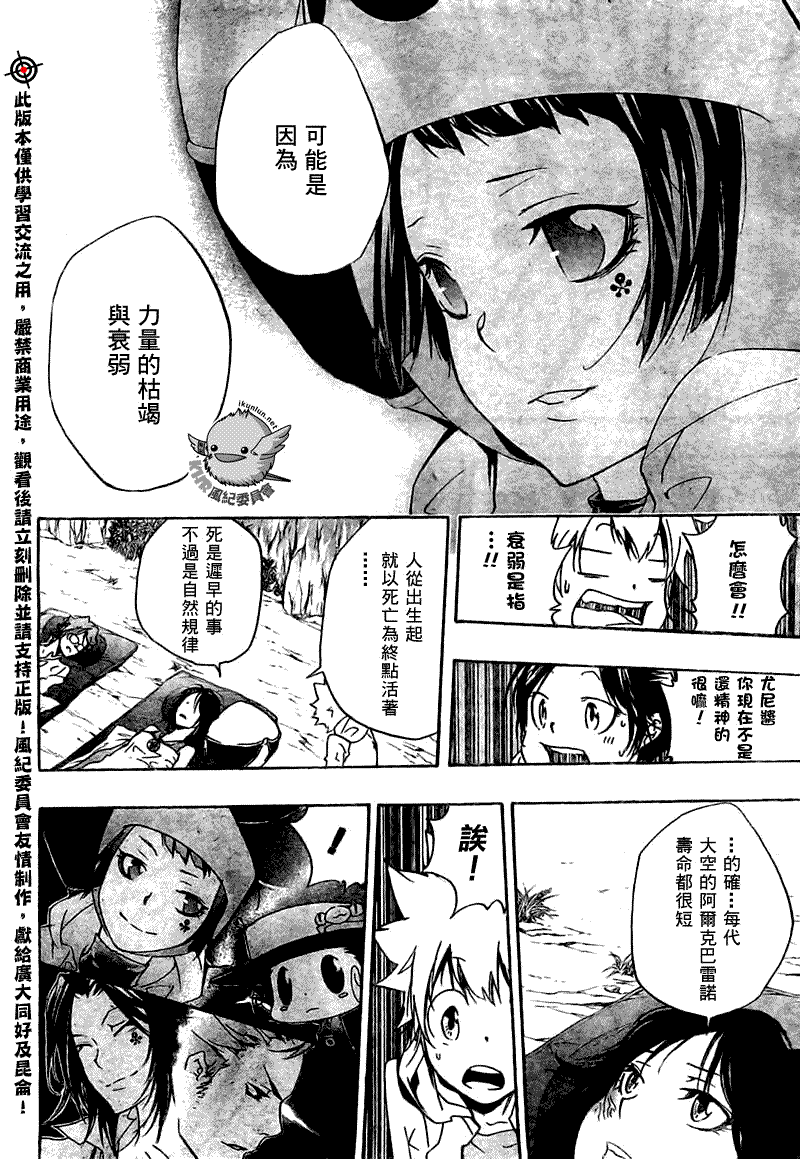 可能是
因為
力量的枯竭
與衰弱
ikunlun.net
風紀委員會
怎麼會!!
衰弱是指
…!!
尤尼醬
你現在不是
還精神的
很嘛!
人從出生起
就以死亡為終點活著
……
死是遲早的事
不過是自然規律
…的確…每代
大空的阿爾克巴雷諾
壽命都很短
誒!
!
此版本僅供學習交流之用，嚴禁商業用途，觀看後請立刻刪除並請支持正版！風紀委員會友情制作，獻給廣大同好及昆侖！